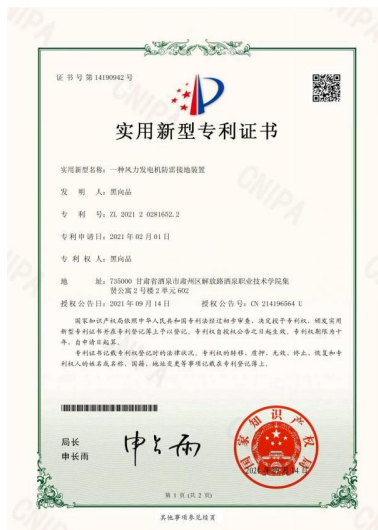 证书号第14190942号
实用新型专利证书
实用新型名称：一种风力发电机防雷接地装置
发 明 人：黑向品
专 利 号：ZL 2021 2 0281652.2
专利申请日：2021年02月01日
专 利 权 人：黑向品
地 址：735000 甘肃省酒泉市肃州区解放路酒泉职业技术学院集
贤公寓2号楼2单元602
授权公告日：2021年09月14日 授权公告号：CN 214196564 U
国家知识产权局依照中华人民共和国专利法经过初步审查，决定授予专利权，颁发实用
新型专利证书并在专利登记簿上予以登记。专利权自授权公告之日起生效。专利权期限为十
年，自申请日起算。
专利证书记载专利权登记时的法律状况。专利权的转移、质押、无效、终止、恢复和专
利权人的姓名或名称、国籍、地址变更等事项记载在专利登记簿上。
局长
申长雨
申长雨
国家知识产权局
第 1 页 (共 2 页)
其他事项参见续页
CNIPA